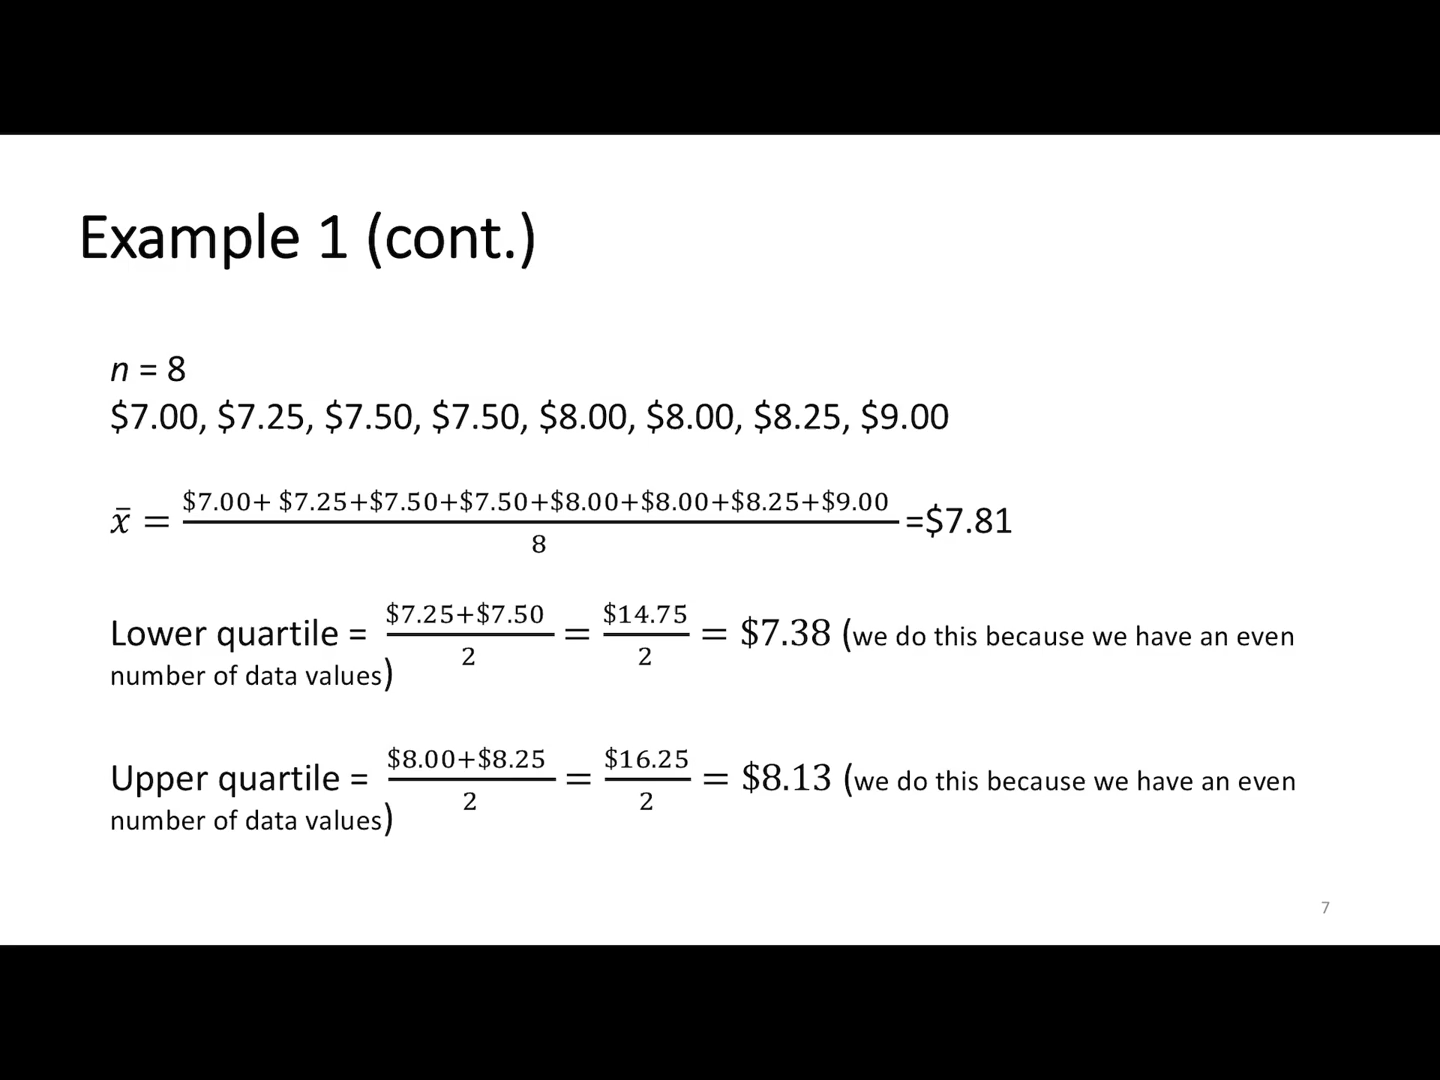 Example 1 (cont.)
n = 8
$7.00, $7.25, $7.50, $7.50, $8.00, $8.00, $8.25, $9.00
x̄ = $7.00+ $7.25+$7.50+$7.50+$8.00+$8.00+$8.25+$9.00 / 8 =$7.81
Lower quartile = $7.25+$7.50 / 2 = $14.75 / 2 = $7.38 (we do this because we have an even
number of data values)
Upper quartile = $8.00+$8.25 / 2 = $16.25 / 2 = $8.13 (we do this because we have an even
number of data values)
7